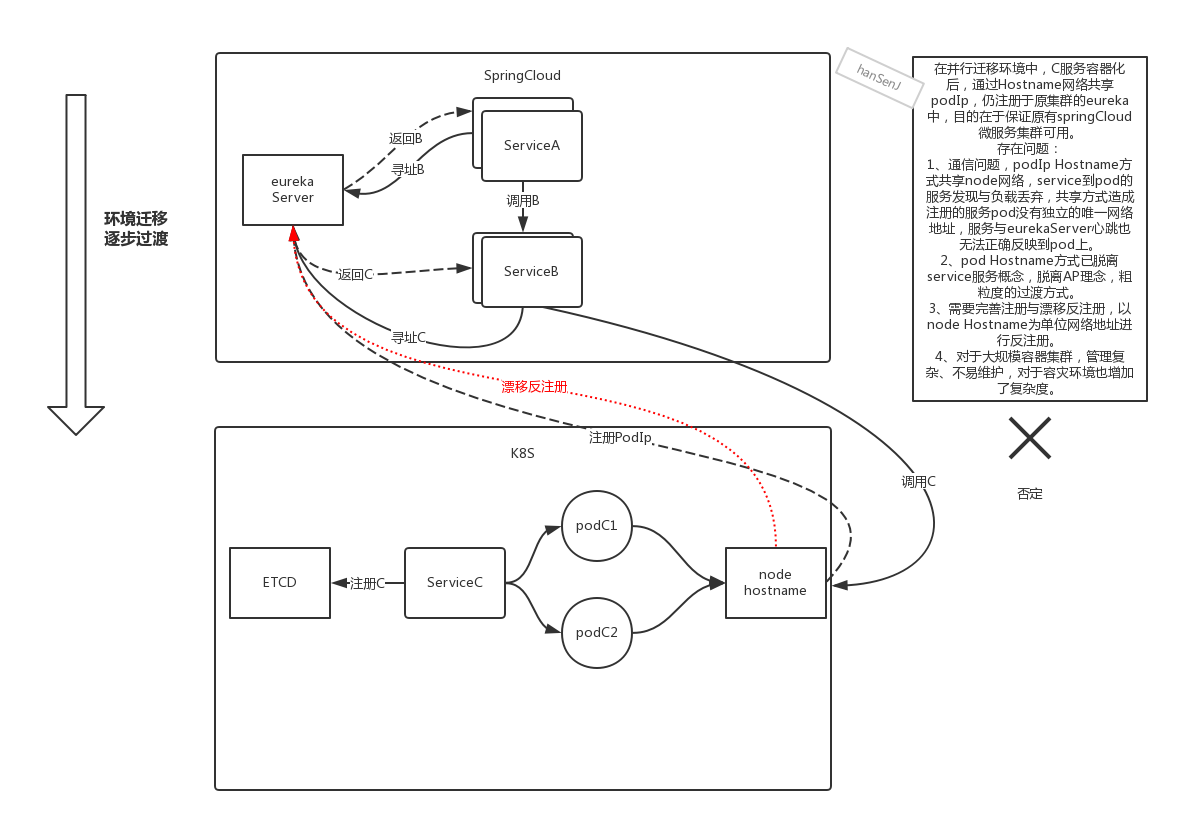 SpringCloud
hanSenJ
返回B
寻址B
ServiceA
eureka
Server
调用B
环境迁移
逐步过渡
返回C
ServiceB
寻址C
漂移反注册
在并行迁移环境中，C服务容器化
后，通过Hostname网络共享
podIp，仍注册于原集群的eureka
中，目的在于保证原有springCloud
微服务集群可用。
存在问题：
1、通信问题，podIp Hostname方
式共享node网络，service到pod的
服务发现与负载丢弃，共享方式造成
注册的服务pod没有独立的唯一网络
地址，服务与eurekaServer心跳也
无法正确反映到pod上。
2、pod Hostname方式已脱离
service服务概念，脱离AP理念，粗
粒度的过渡方式。
3、需要完善注册与漂移反注册，以
node Hostname为单位网络地址进
行反注册。
4、对于大规模容器集群，管理复
杂、不易维护，对于容灾环境也增加
了复杂度。
注册PodIp
K8S
调用C
否定
podC1
ETCD
注册C
ServiceC
node
hostname
podC2